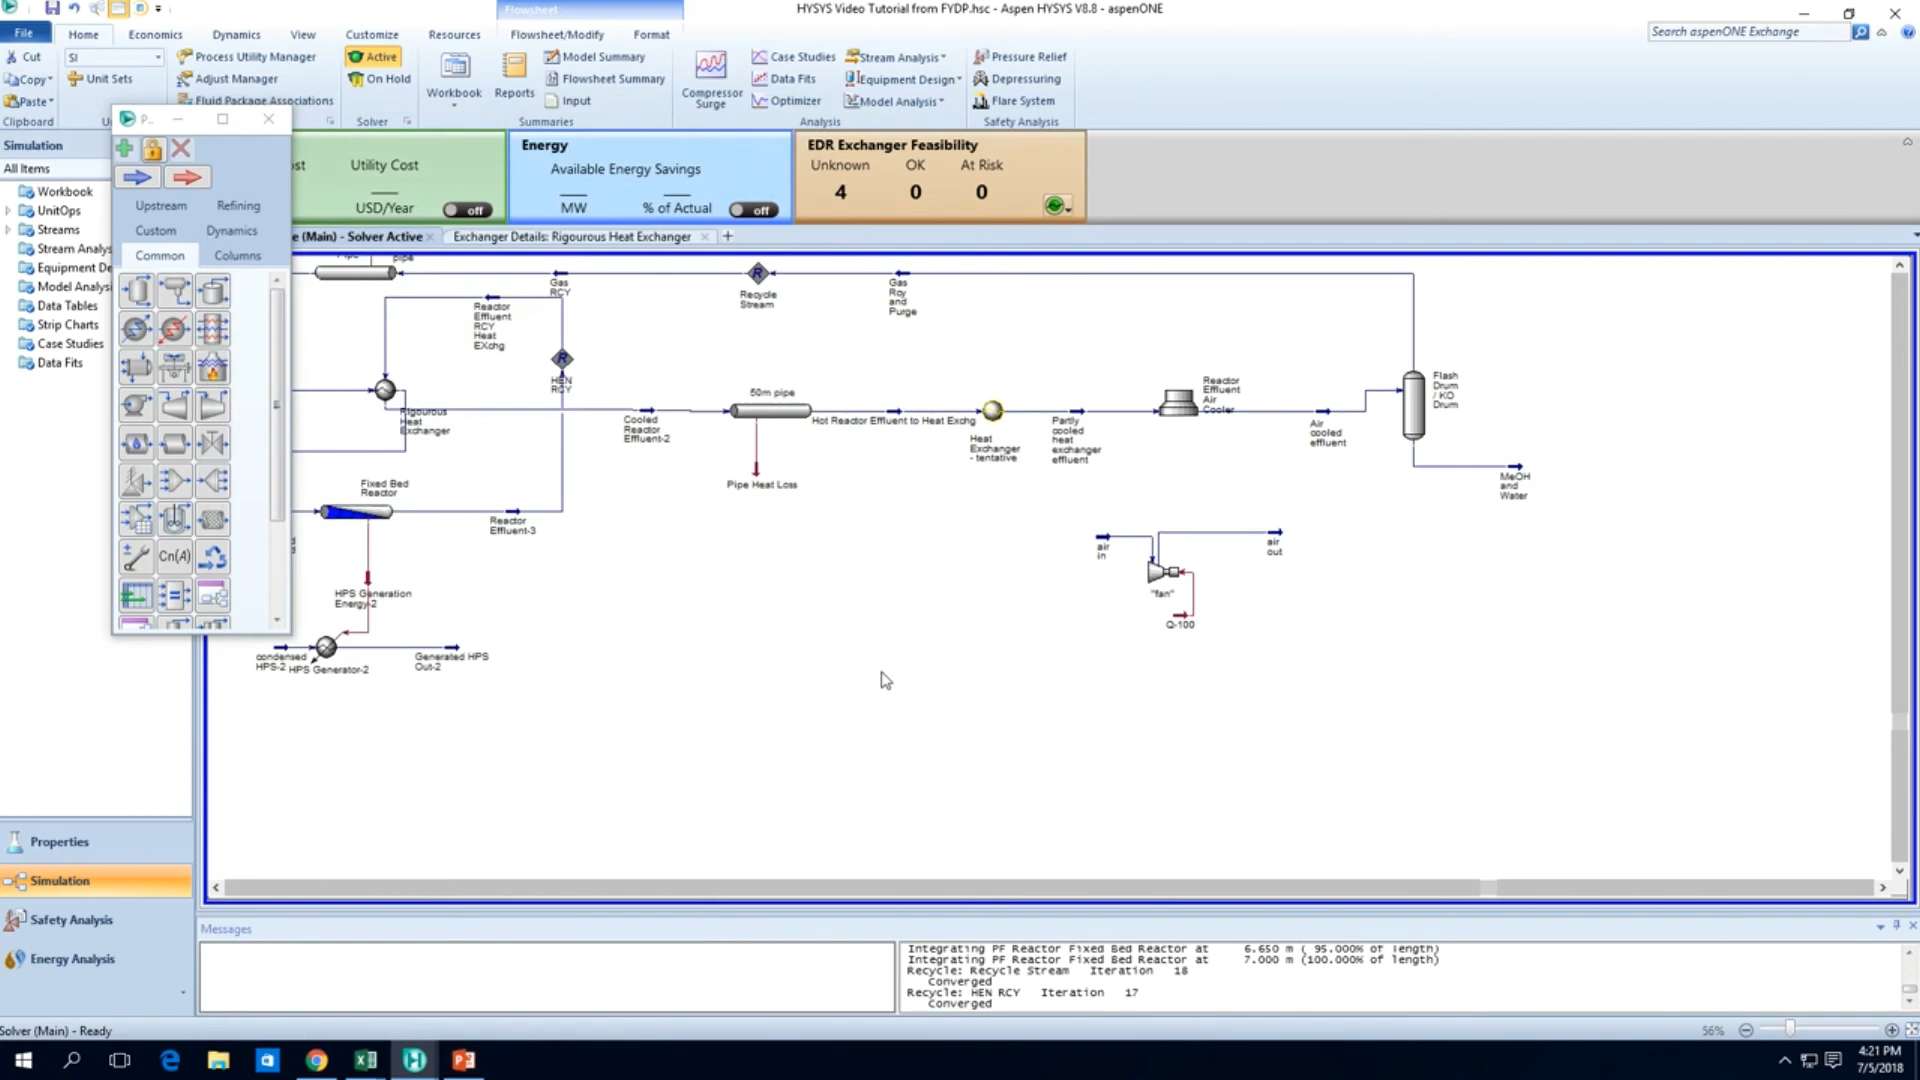 Flowsheet
HYSYS Video Tutorial from FYDP.hsc - Aspen HYSYS V8.8 - aspenONE
File Home Economics Dynamics View Customize Resources Flowsheet/Modify Format
Search aspenONE Exchange
Cut SI Process Utility Manager Active Model Summary Case Studies Stream Analysis Pressure Relief
Copy Unit Sets Adjust Manager On Hold Workbook Reports Flowsheet Summary Compressor Surge Data Fits Equipment Design Depressuring
Paste Fluid Package Associations Input Optimizer Model Analysis Flare System
Clipboard Solver Summaries Analysis Safety Analysis
P..
Simulation
All Items
Workbook
UnitOps
Streams
Stream Analys
Equipment De
Model Analysi
Data Tables
Strip Charts
Case Studies
Data Fits
Upstream Refining
Custom Dynamics
Common Columns
Cn(A)
ost Utility Cost
USD/Year off
Energy
Available Energy Savings
MW % of Actual off
EDR Exchanger Feasibility
Unknown OK At Risk
4 0 0
e (Main) - Solver Active Exchanger Details: Rigourous Heat Exchanger
pipe
Gas
RCY
R
Recycle
Stream
Gas
Rcy
and
Purge
Reactor
Effluent
RCY
Heat
EXchg
R
HEN
RCY
Rigourous
Heat
Exchanger
Cooled
Reactor
Effluent-2
50m pipe
Pipe Heat Loss
Hot Reactor Effluent to Heat Exchg
Heat
Exchanger
- tentative
Partly
cooled
heat
exchanger
effluent
Reactor
Effluent
Air
Cooler
Air
cooled
effluent
Flash
Drum
/ KO
Drum
MeOH
and
Water
Fixed Bed
Reactor
Reactor
Effluent-3
HPS Generation
Energy-2
condensed
HPS-2
HPS Generator-2
Generated HPS
Out-2
air
in
air
out
"fan"
Q-100
Properties
Simulation
Safety Analysis
Energy Analysis
Messages
Integrating PF Reactor Fixed Bed Reactor at 6.650 m ( 95.000% of length)
Integrating PF Reactor Fixed Bed Reactor at 7.000 m (100.000% of length)
Recycle: Recycle Stream Iteration 18
Converged
Recycle: HEN RCY Iteration 17
Converged
Solver (Main) - Ready
56%
4:21 PM
7/5/2018